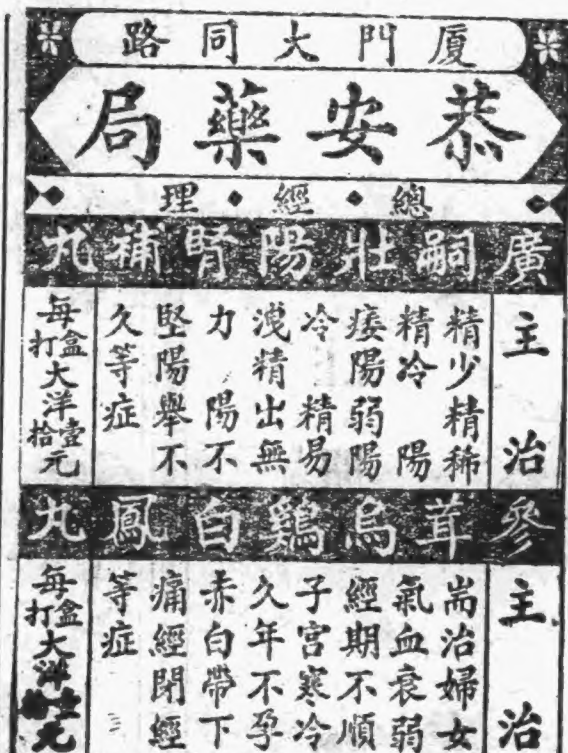 廈門大同路
恭安藥局
總·經·理
廣嗣壯陽腎補丸
主治
精少精稀
精冷 陽
痿陽弱陽
冷 精易
洩精出無
力 陽不
堅陽舉不
久等症
每盒大洋壹元
打拾
參茸烏鷄白鳳丸
主治
耑治婦女
氣血衰弱
經期不順
子宮寒冷
久年不孕
赤白帶下
痛經閉經
等症
每盒大洋
打
元